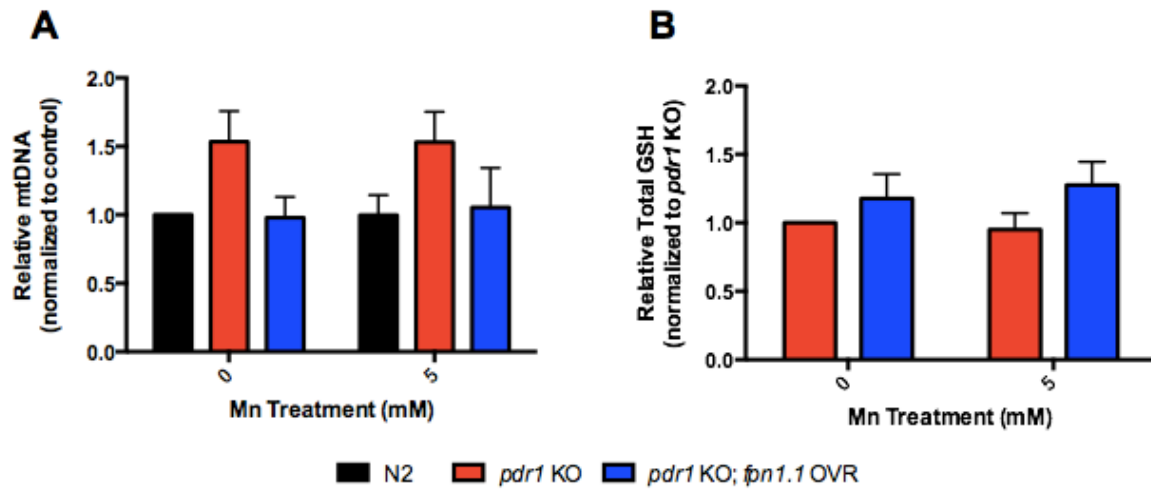 A
Relative mtDNA
(normalized to control)
2.0
1.5
1.0
0.5
0.0
0
5
Mn Treatment (mM)
B
Relative Total GSH
(normalized to pdr1 KO)
2.0
1.5
1.0
0.5
0.0
0
5
Mn Treatment (mM)
N2
pdr1 KO
pdr1 KO; fpn1.1 OVR